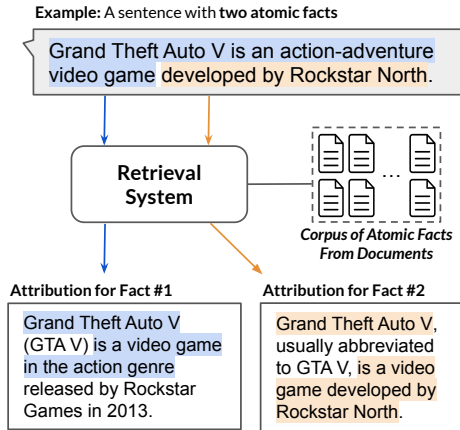 Example: A sentence with two atomic facts
Grand Theft Auto V is an action-adventure
video game developed by Rockstar North.
Retrieval
System
...
Corpus of Atomic Facts
From Documents
Attribution for Fact #1
Grand Theft Auto V
(GTA V) is a video game
in the action genre
released by Rockstar
Games in 2013.
Attribution for Fact #2
Grand Theft Auto V,
usually abbreviated
to GTA V, is a video
game developed by
Rockstar North.